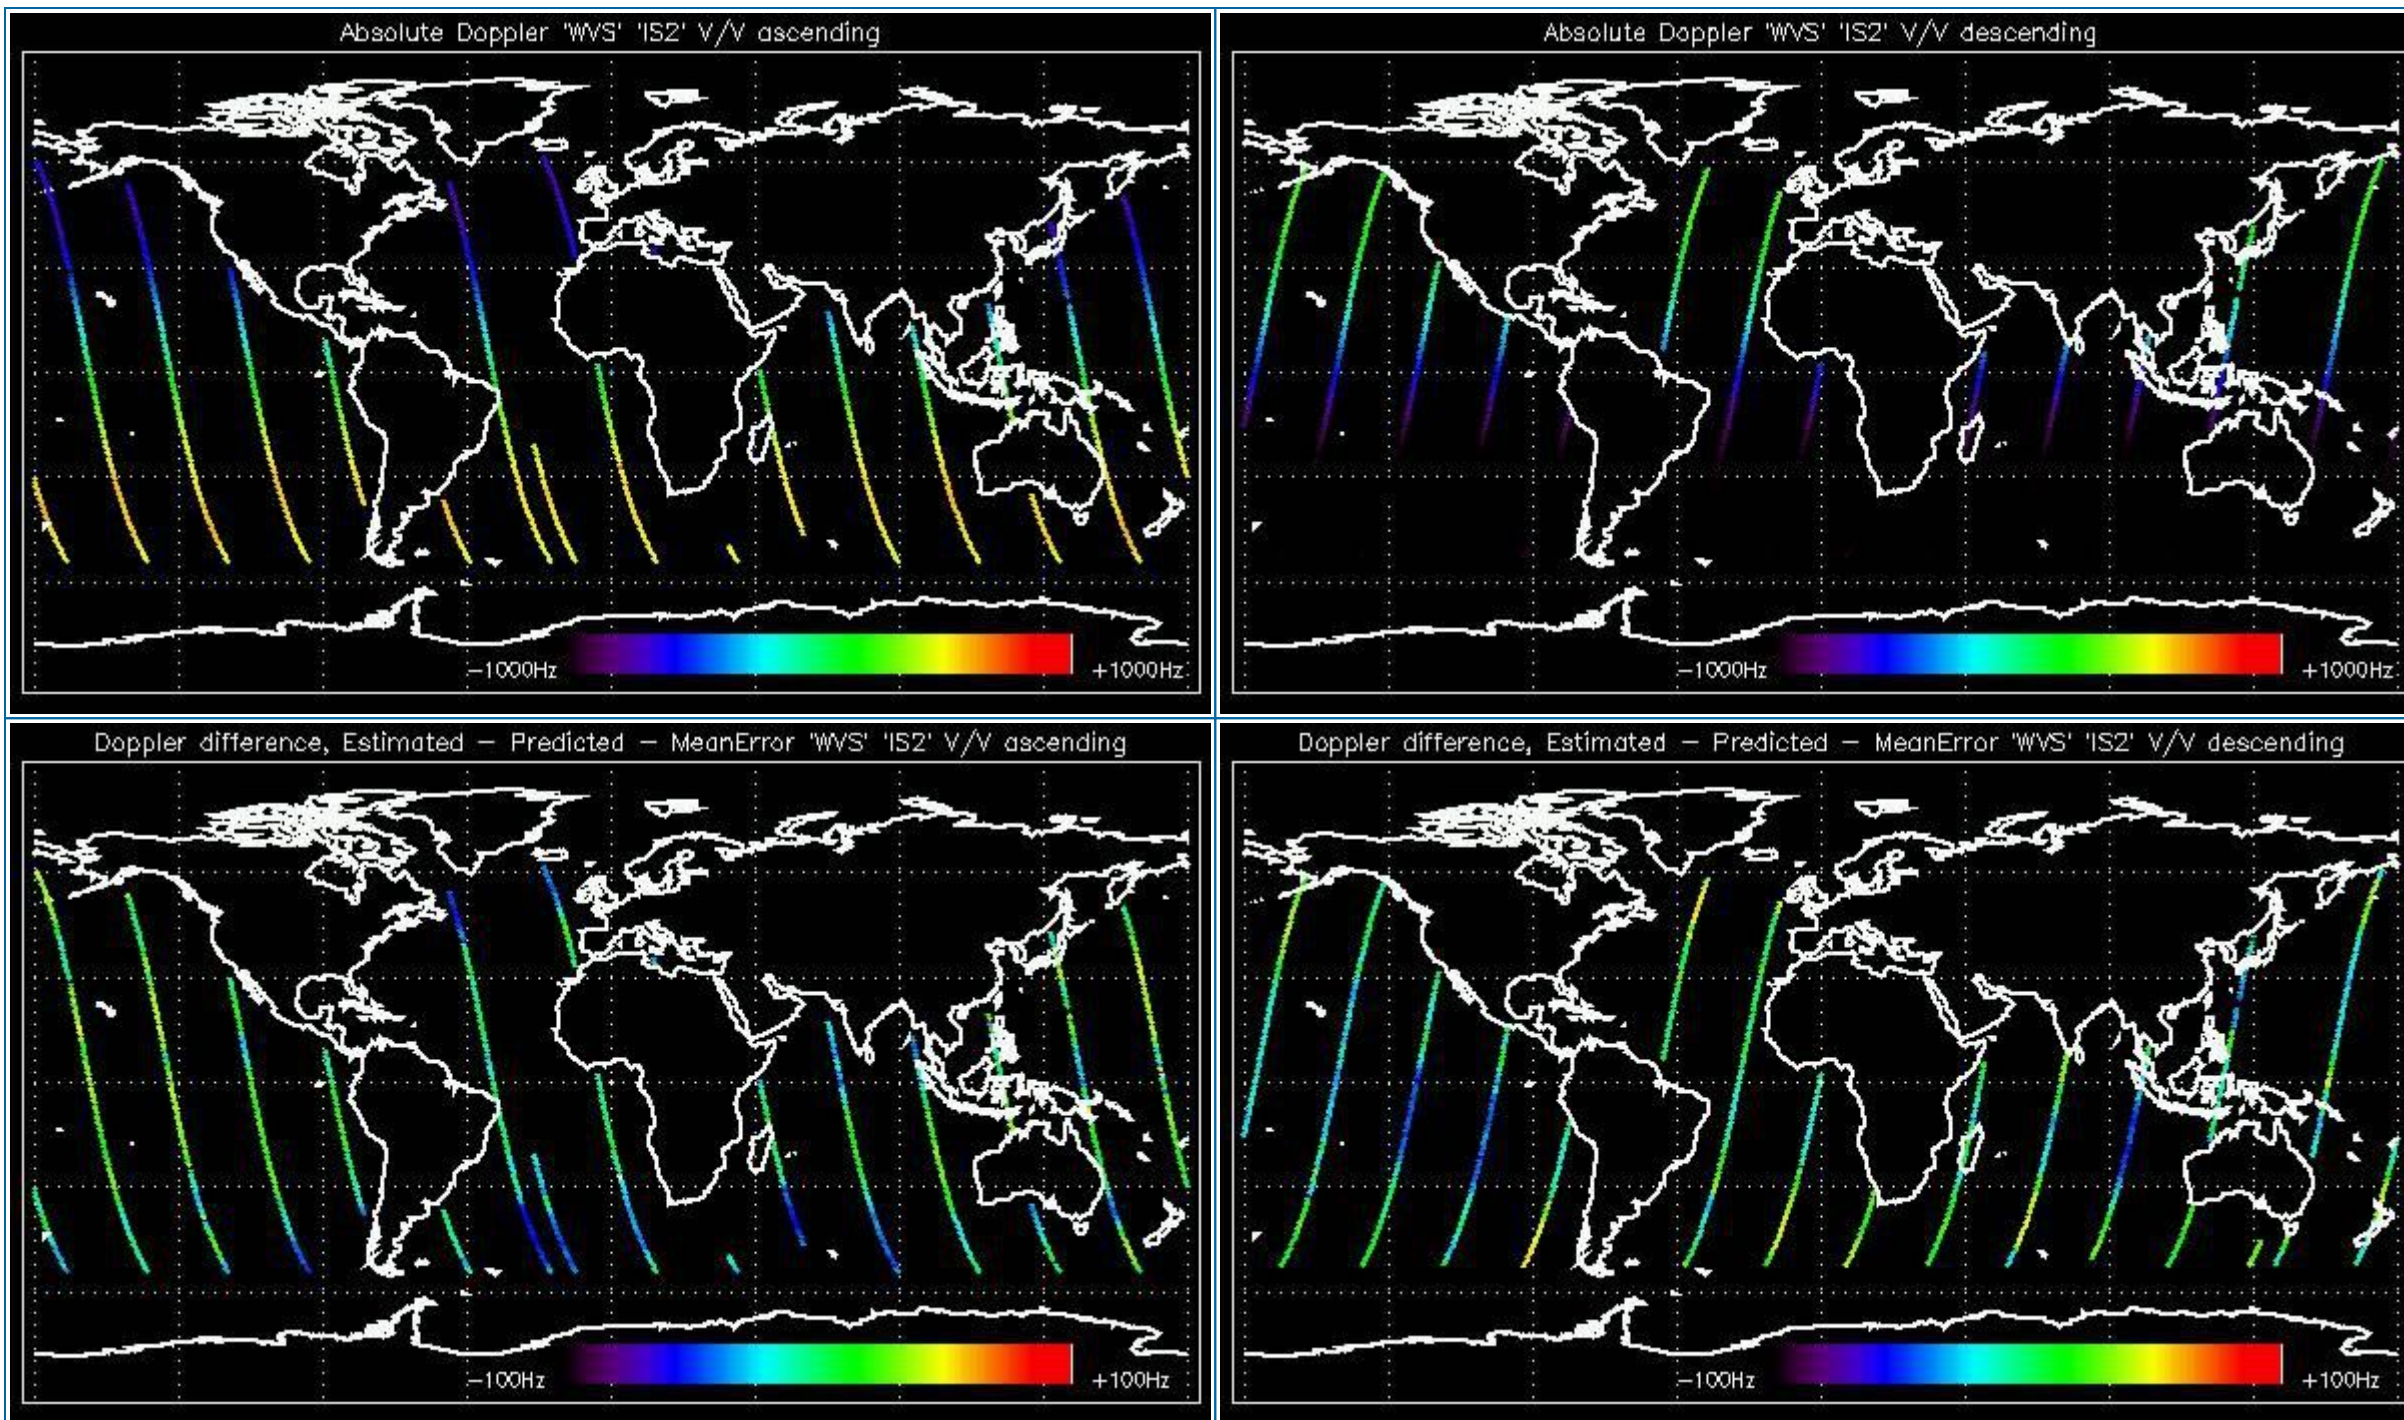 Absolute Doppler 'WVS' 'IS2' V/V ascending
-1000Hz
+1000Hz
Absolute Doppler 'WVS' 'IS2' V/V descending
-1000Hz
+1000Hz
Doppler difference, Estimated - Predicted - MeanError 'WVS' 'IS2' V/V ascending
-100Hz
+100Hz
Doppler difference, Estimated - Predicted - MeanError 'WVS' 'IS2' V/V descending
-100Hz
+100Hz